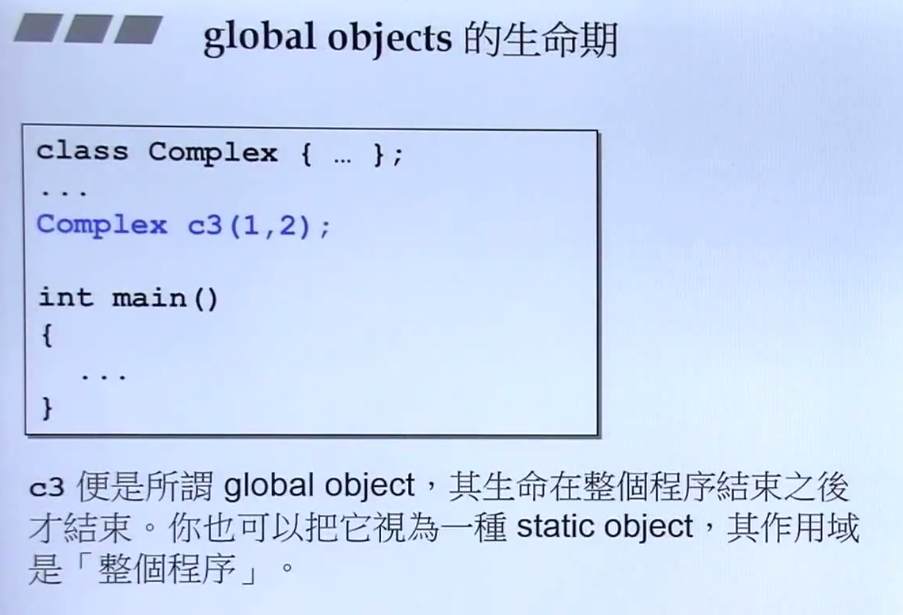 global objects 的生命期
class Complex { … };
...
Complex c3(1,2);
int main()
{
...
}
c3 便是所謂 global object，其生命在整個程序結束之後
才結束。你也可以把它視為一種 static object，其作用域
是「整個程序」。